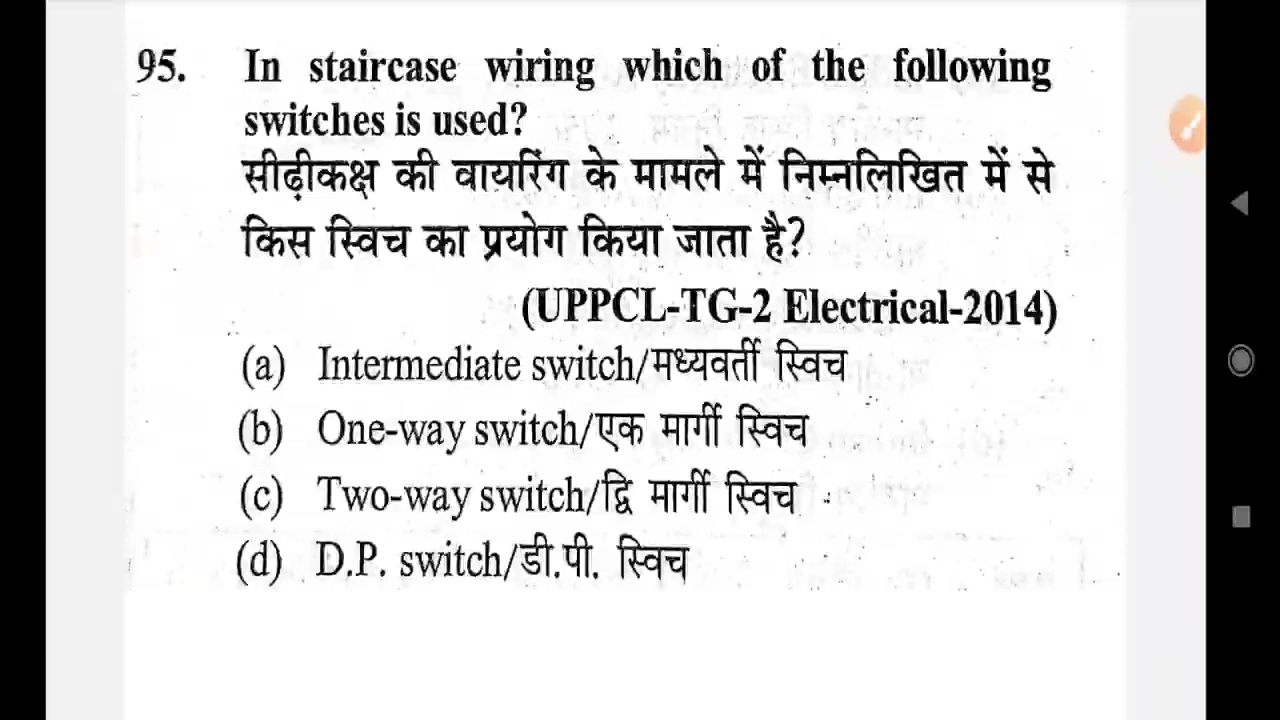 95. In staircase wiring which of the following
switches is used?
सीढ़ीकक्ष की वायरिंग के मामले में निम्नलिखित में से
किस स्विच का प्रयोग किया जाता है?
(UPPCL-TG-2 Electrical-2014)
(a) Intermediate switch/मध्यवर्ती स्विच
(b) One-way switch/एक मार्गी स्विच
(c) Two-way switch/द्वि मार्गी स्विच
(d) D.P. switch/डी.पी. स्विच